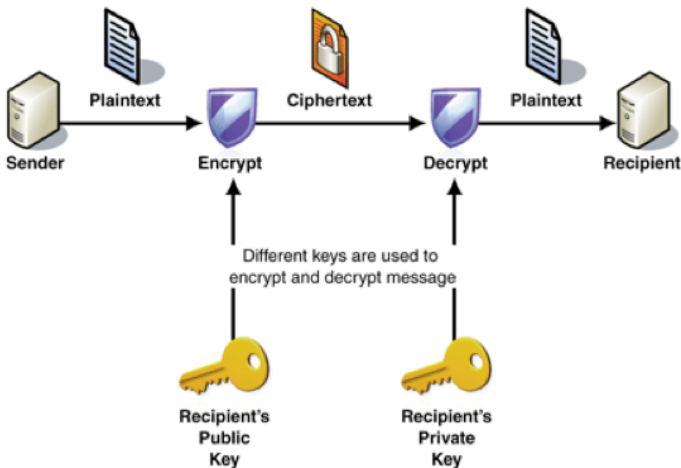 Plaintext
Ciphertext
Plaintext
Sender
Encrypt
Decrypt
Recipient
Different keys are used to
encrypt and decrypt message
Recipient's
Public
Key
Recipient's
Private
Key